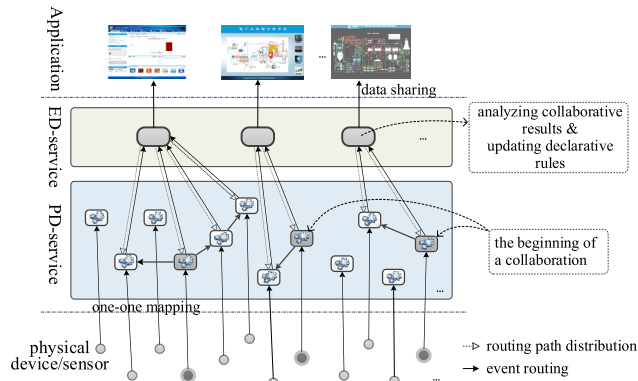 Application
data sharing
ED-service
analyzing collaborative
results &
updating declarative
rules
...
PD-service
the beginning of
a collaboration
...
one-one mapping
physical
device/sensor
routing path distribution
event routing
...
...